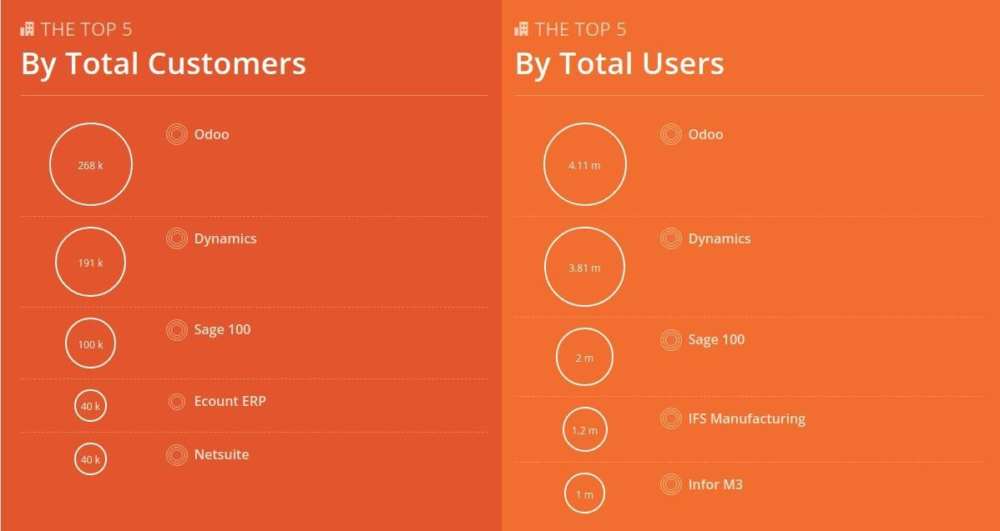 THE TOP 5
By Total Customers
268 k
Odoo
191 k
Dynamics
100 k
Sage 100
40 k
Ecount ERP
40 k
Netsuite
THE TOP 5
By Total Users
4.11 m
Odoo
3.81 m
Dynamics
2 m
Sage 100
1.2 m
IFS Manufacturing
1 m
Infor M3